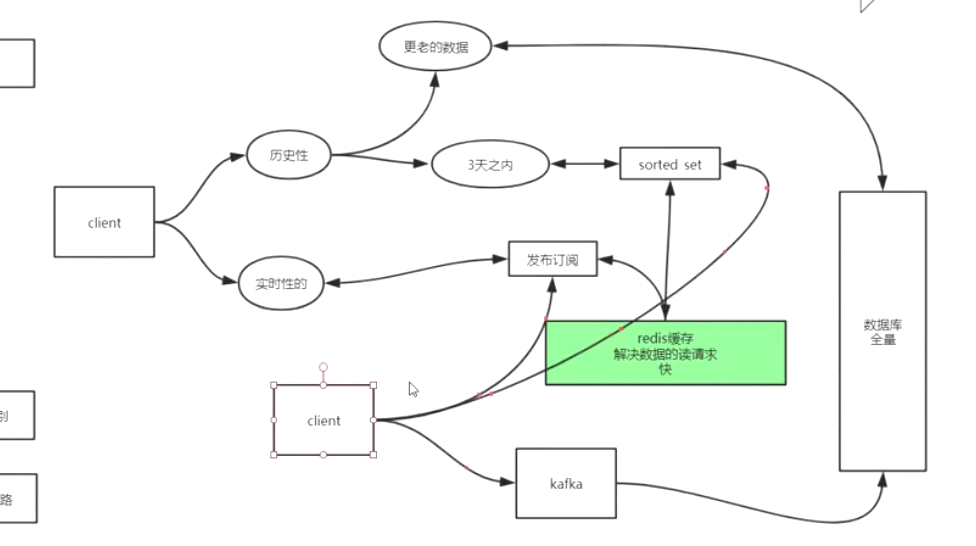 更老的数据
历史性
3天之内
sorted set
client
发布订阅
实时性的
redis缓存
解决数据的读请求
快
数据库
全量
client
kafka
路